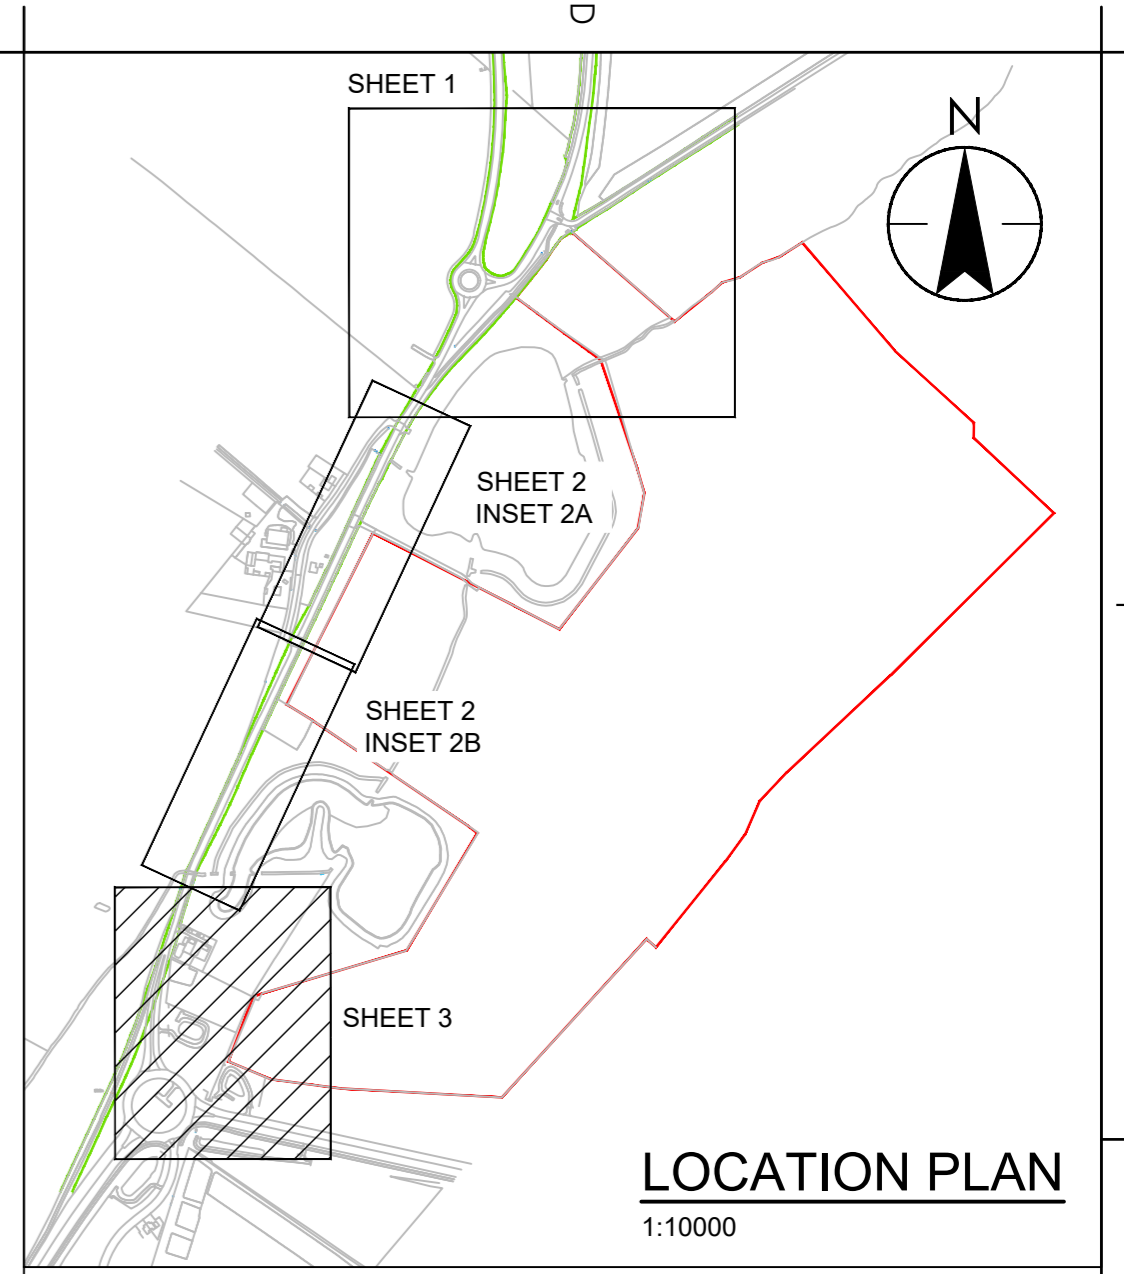 D
SHEET 1
N
SHEET 2
INSET 2A
SHEET 2
INSET 2B
SHEET 3
LOCATION PLAN
1:10000